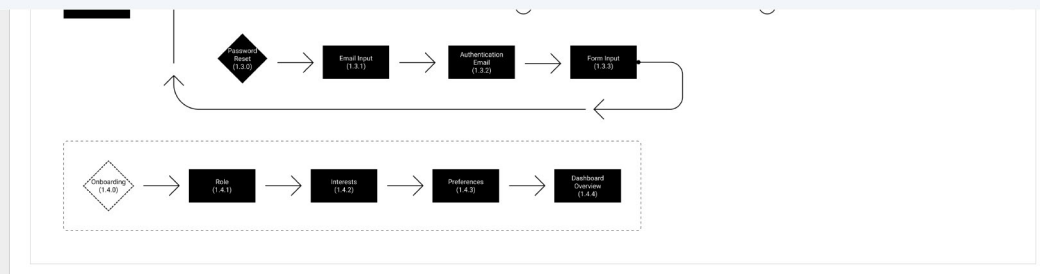 Password
Reset
(1.3.0)
Email Input
(1.3.1)
Authentication
Email
(1.3.2)
Form Input
(1.3.3)
Onboarding
(1.4.0)
Role
(1.4.1)
Interests
(1.4.2)
Preferences
(1.4.3)
Dashboard
Overview
(1.4.4)